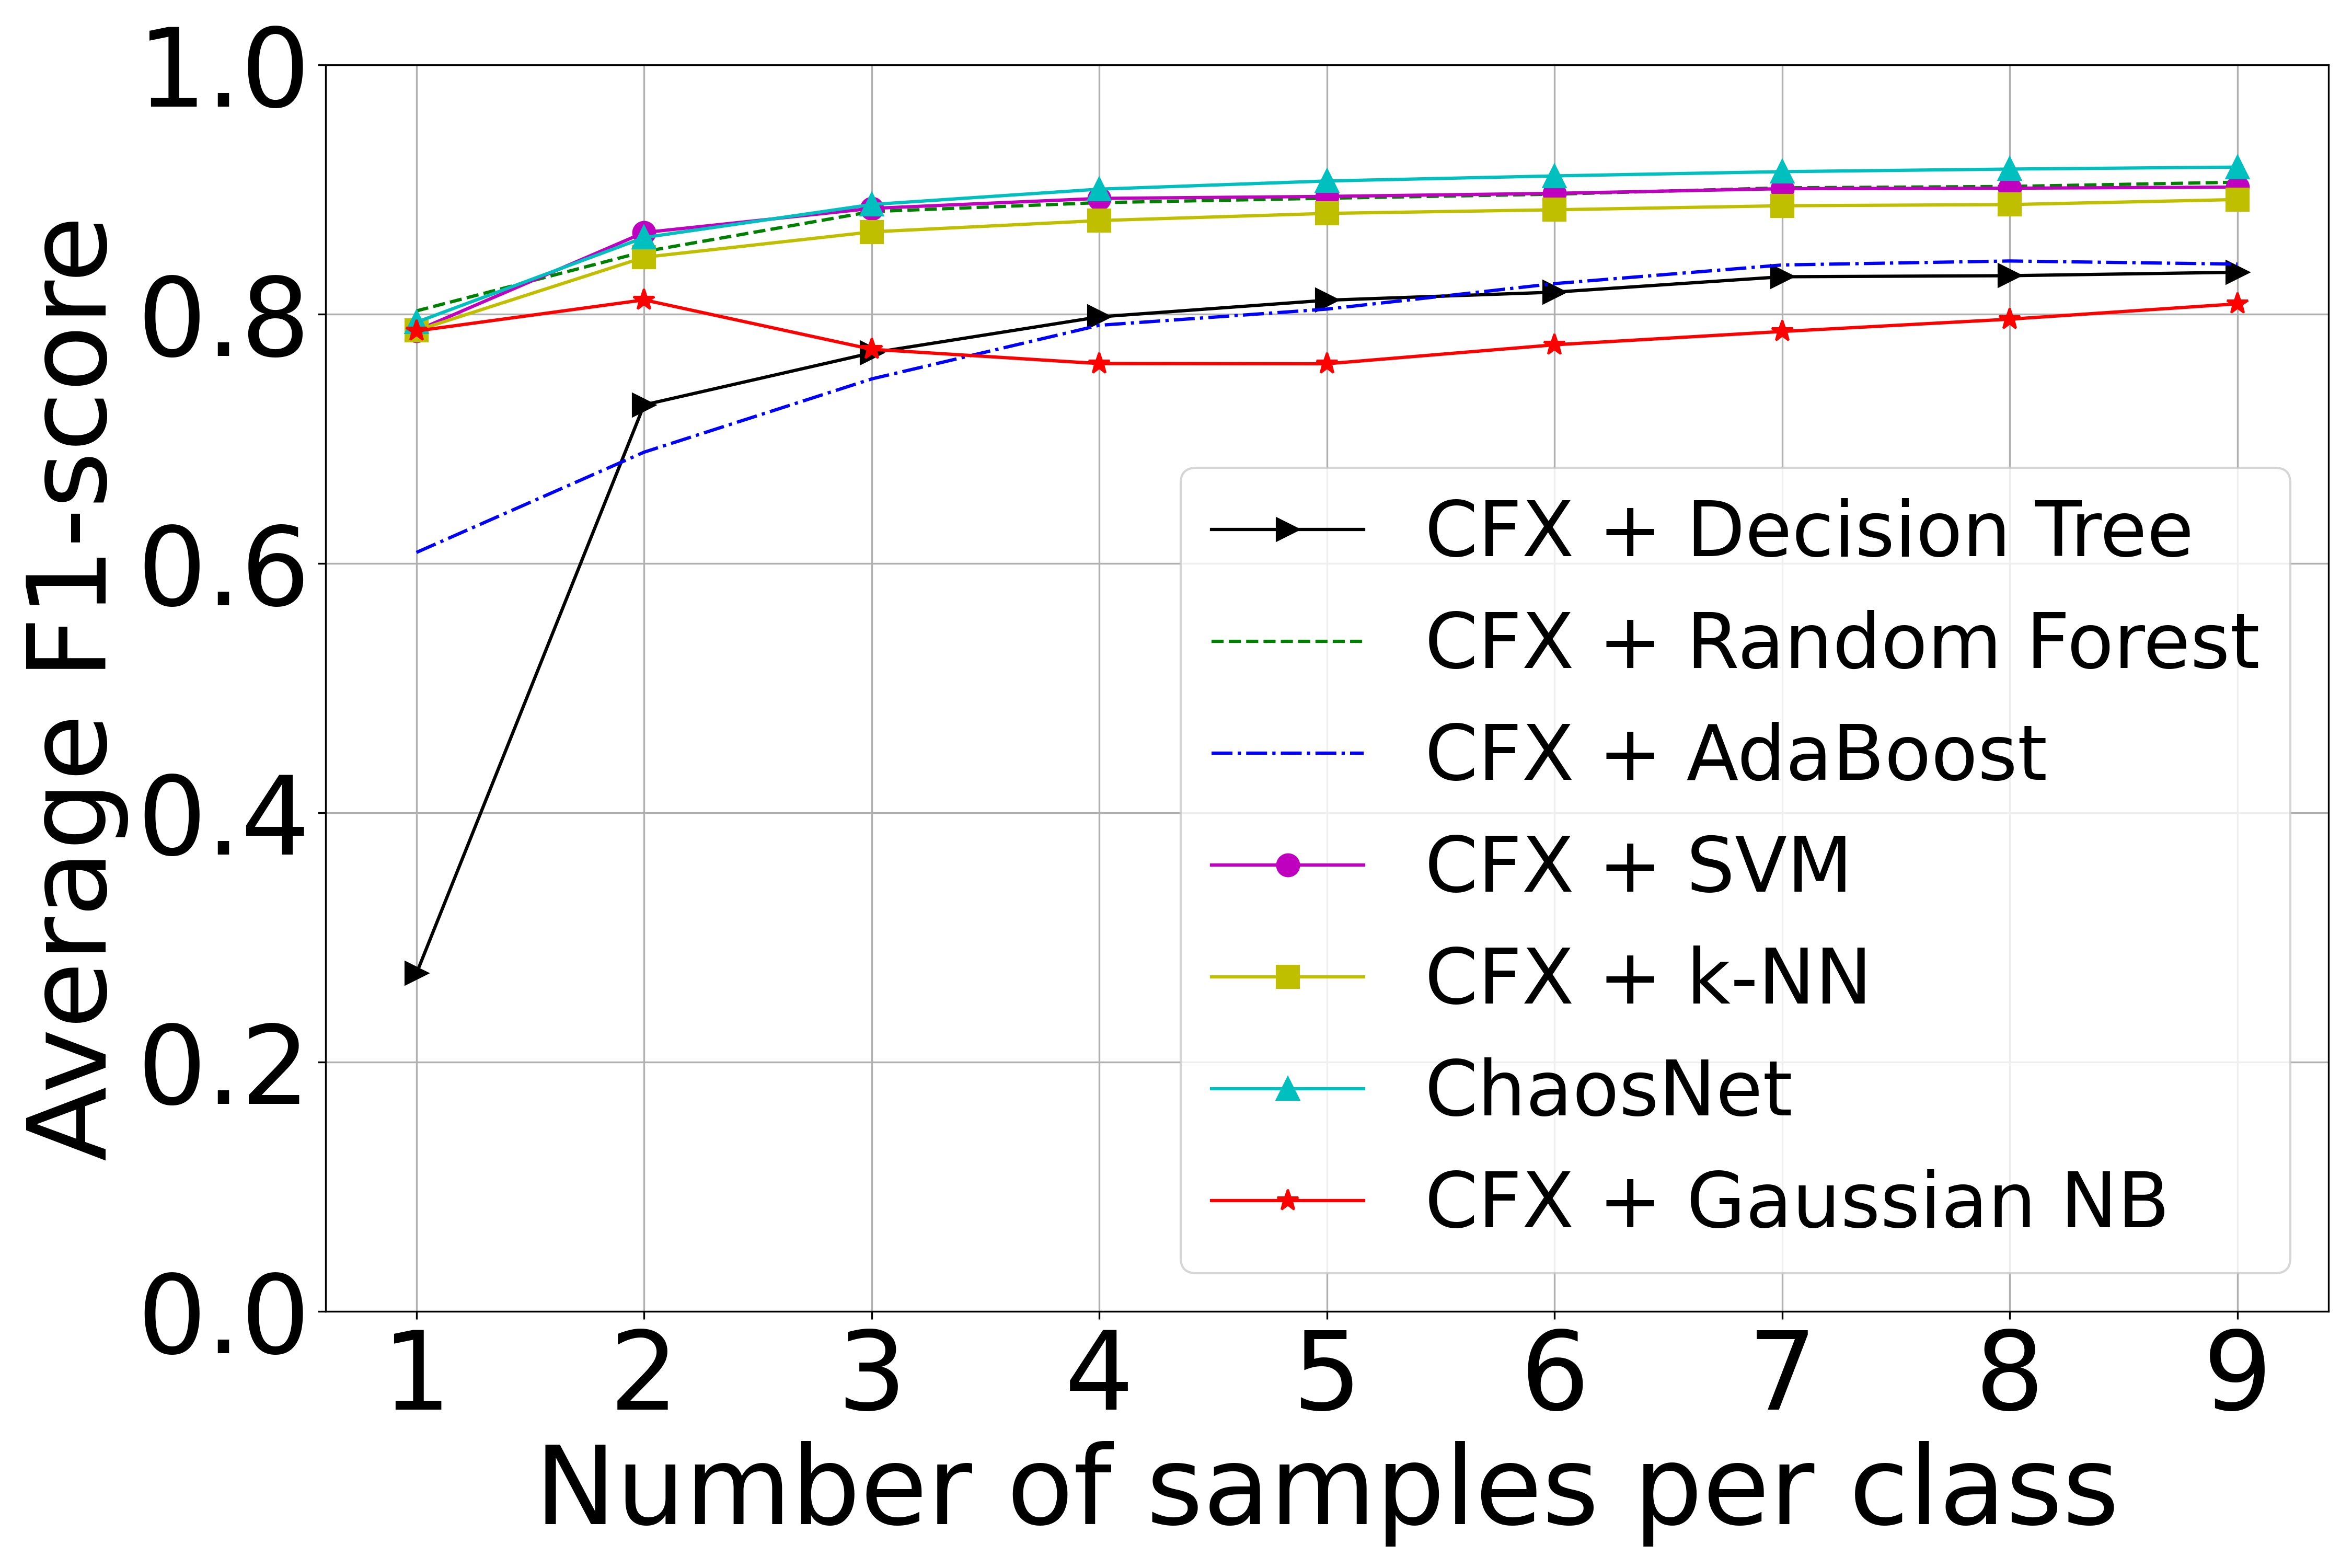 Average F1-score
1.0
0.8
0.6
0.4
0.2
0.0
CFX + Decision Tree
CFX + Random Forest
CFX + AdaBoost
CFX + SVM
CFX + k-NN
ChaosNet
CFX + Gaussian NB
1 2 3 4 5 6 7 8 9
Number of samples per class